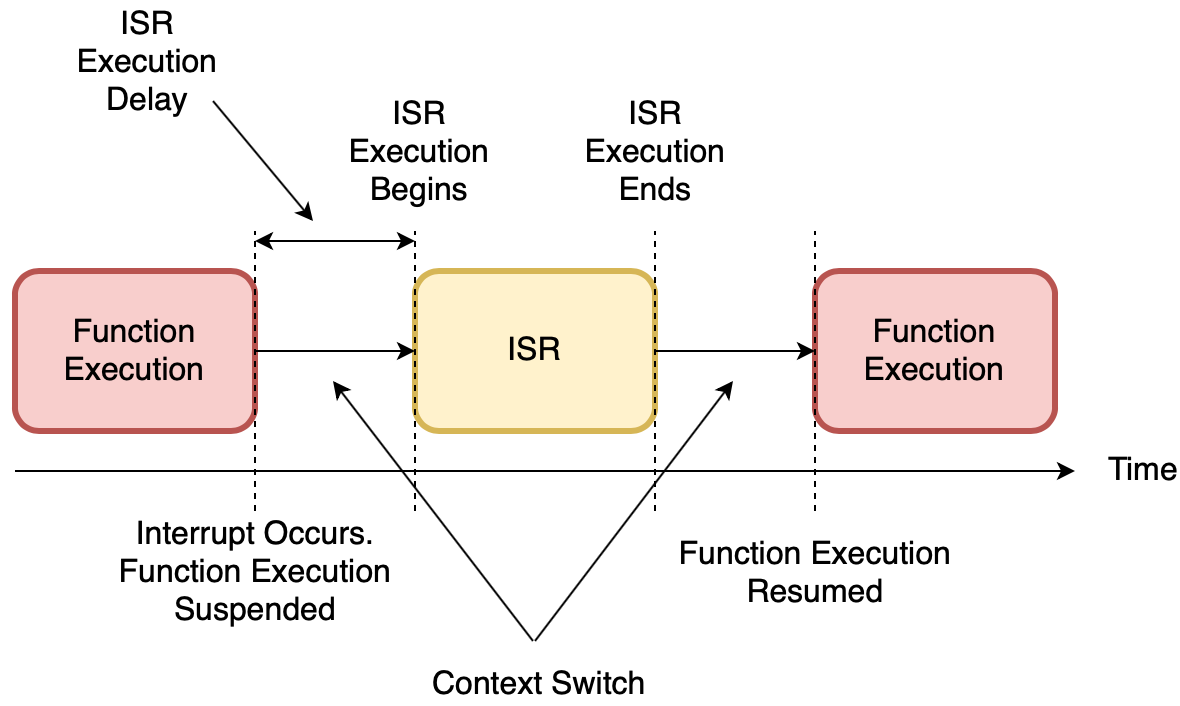 ISR
Execution
Delay
ISR
Execution
Begins
ISR
Execution
Ends
Function
Execution
ISR
Function
Execution
Time
Interrupt Occurs.
Function Execution
Suspended
Function Execution
Resumed
Context Switch